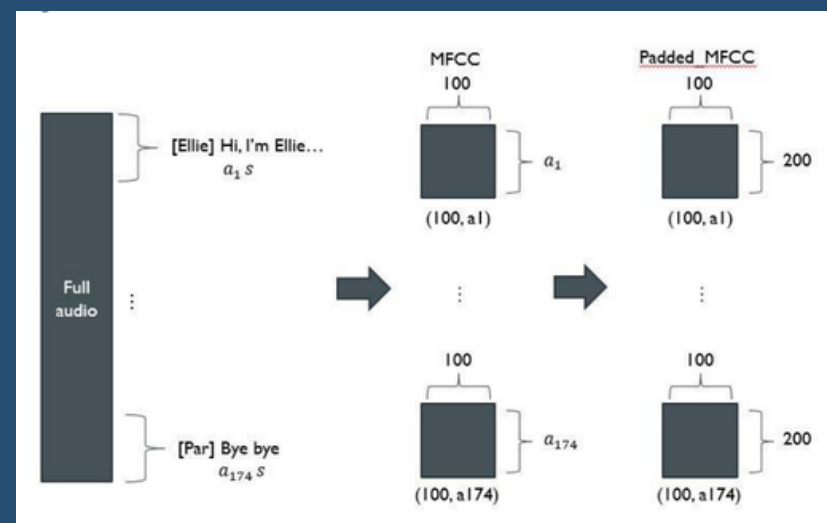 MFCC
100
Padded_MFCC
100
[Ellie] Hi, I'm Ellie…
a₁ s
a₁
200
(100, a1)
(100, a1)
Full
audio
⋮
⋮
⋮
100
100
[Par] Bye bye
a₁₇₄ s
a₁₇₄
200
(100, a174)
(100, a174)